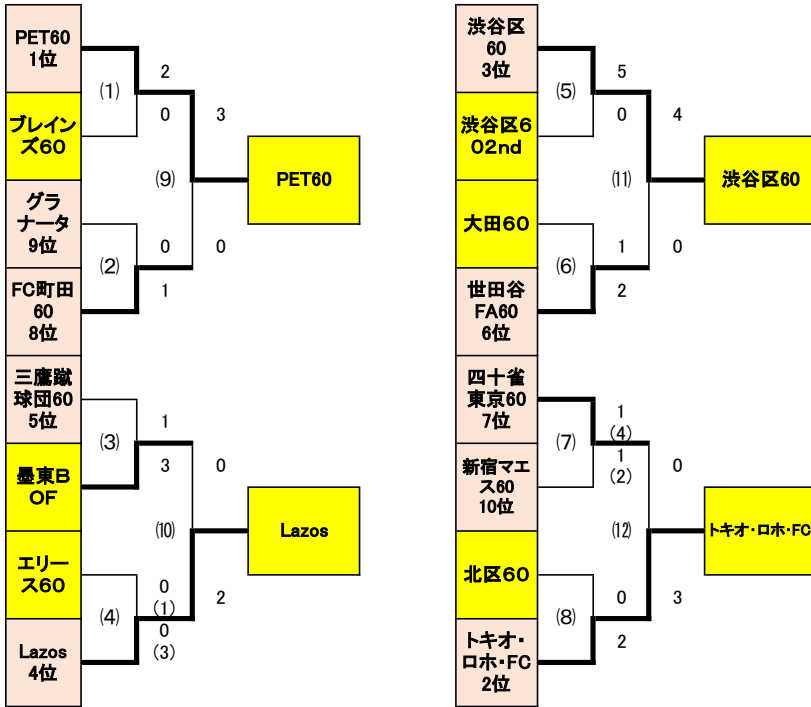 PET60
1位
ブレイン
ズ60
グラ
ナータ
9位
FC町田
60
8位
三鷹蹴
球団60
5位
墨東B
OF
エリー
ス60
Lazos
4位
(1)
(2)
(3)
(4)
2
0
0
1
1
3
0
(1)
0
(3)
(9)
(10)
3
0
0
2
PET60
Lazos
渋谷区
60
3位
渋谷区6
02nd
大田60
世田谷
FA60
6位
四十雀
東京60
7位
新宿マエ
ス60
10位
北区60
トキオ・
ロホ・FC
2位
(5)
(6)
(7)
(8)
5
0
1
2
1
(4)
1
(2)
0
2
(11)
(12)
4
0
0
3
渋谷区60
トキオ・ロホ・FC